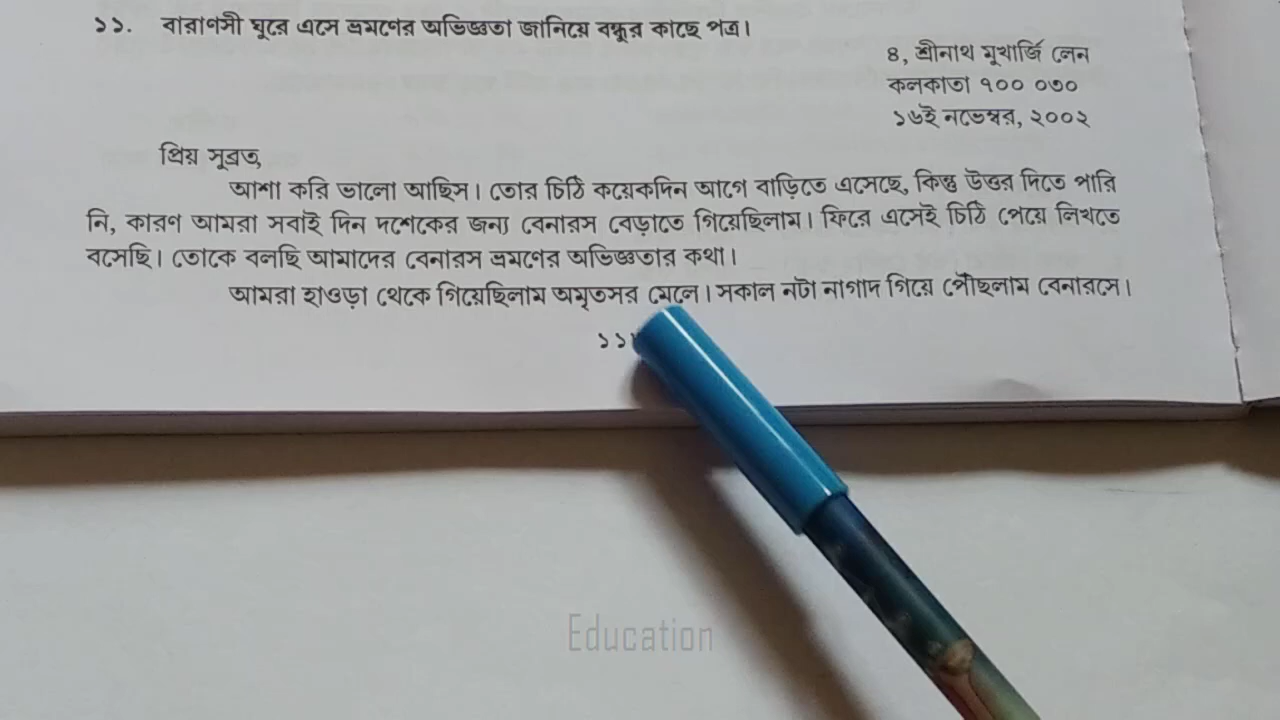 ১১. বারাণসী ঘুরে এসে ভ্রমণের অভিজ্ঞতা জানিয়ে বন্ধুর কাছে পত্র।
৪, শ্রীনাথ মুখার্জি লেন
কলকাতা ৭০০ ০৩০
১৬ই নভেম্বর, ২০০২
প্রিয় সুব্রত,
আশা করি ভালো আছিস। তোর চিঠি কয়েকদিন আগে বাড়িতে এসেছে, কিন্তু উত্তর দিতে পারি
নি, কারণ আমরা সবাই দিন দশেকের জন্য বেনারস বেড়াতে গিয়েছিলাম। ফিরে এসেই চিঠি পেয়ে লিখতে
বসেছি। তোকে বলছি আমাদের বেনারস ভ্রমণের অভিজ্ঞতার কথা।
আমরা হাওড়া থেকে গিয়েছিলাম অমৃতসর মেলে। সকাল নটা নাগাদ গিয়ে পৌঁছলাম বেনারসে।
Education